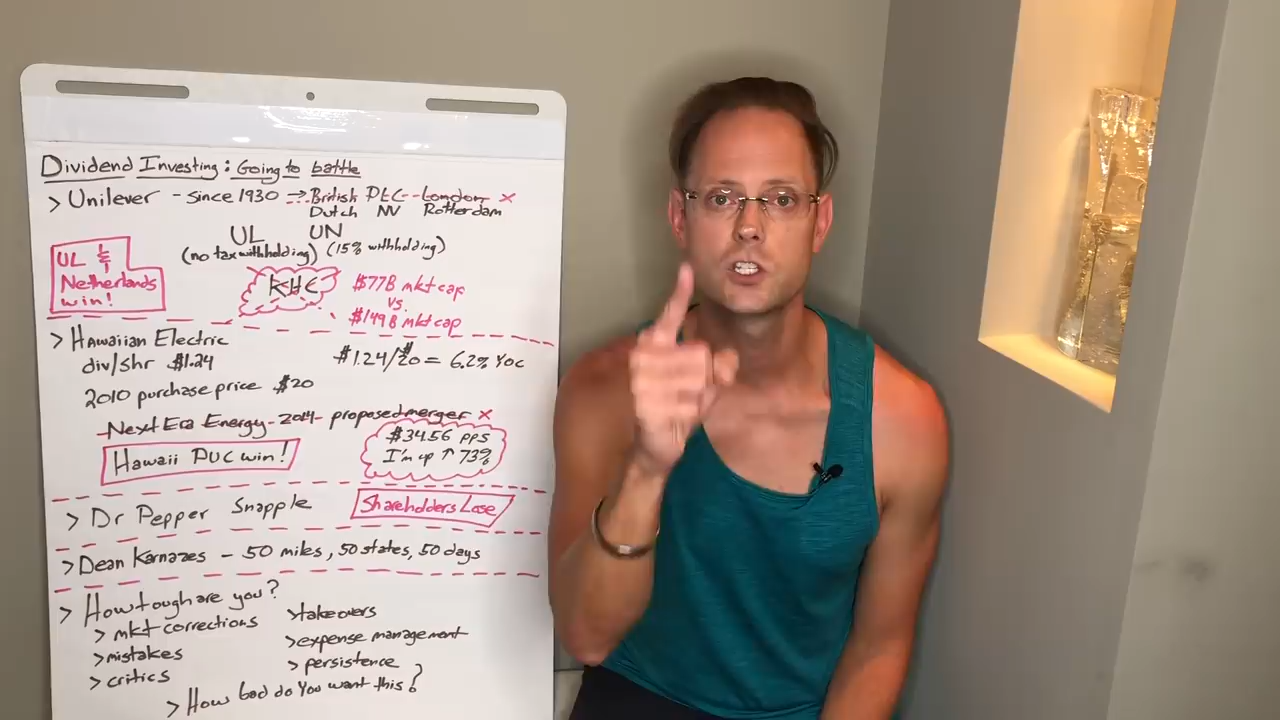 Dividend Investing: Going to battle
> Unilever - since 1930 --> British PLC -- London x
Dutch NV Rotterdam
UL UN
(no tax withholding) (15% withholding)
UL &
Netherlands
win!
KHC
$77B mkt cap
vs.
$149B mkt cap
> Hawaiian Electric
div/shr $1.24
$1.24/$20 = 6.2% YOC
2010 purchase price $20
Next Era Energy - 2014 - proposed merger x
Hawaii PUC win!
$34.56 pps
I'm up ↑ 73%
> Dr Pepper Snapple
Shareholders Lose
> Dean Karnazes - 50 miles, 50 states, 50 days
> How tough are you?
> mkt corrections
> mistakes
> critics
> takeovers
> expense management
> persistence
> How bad do you want this?